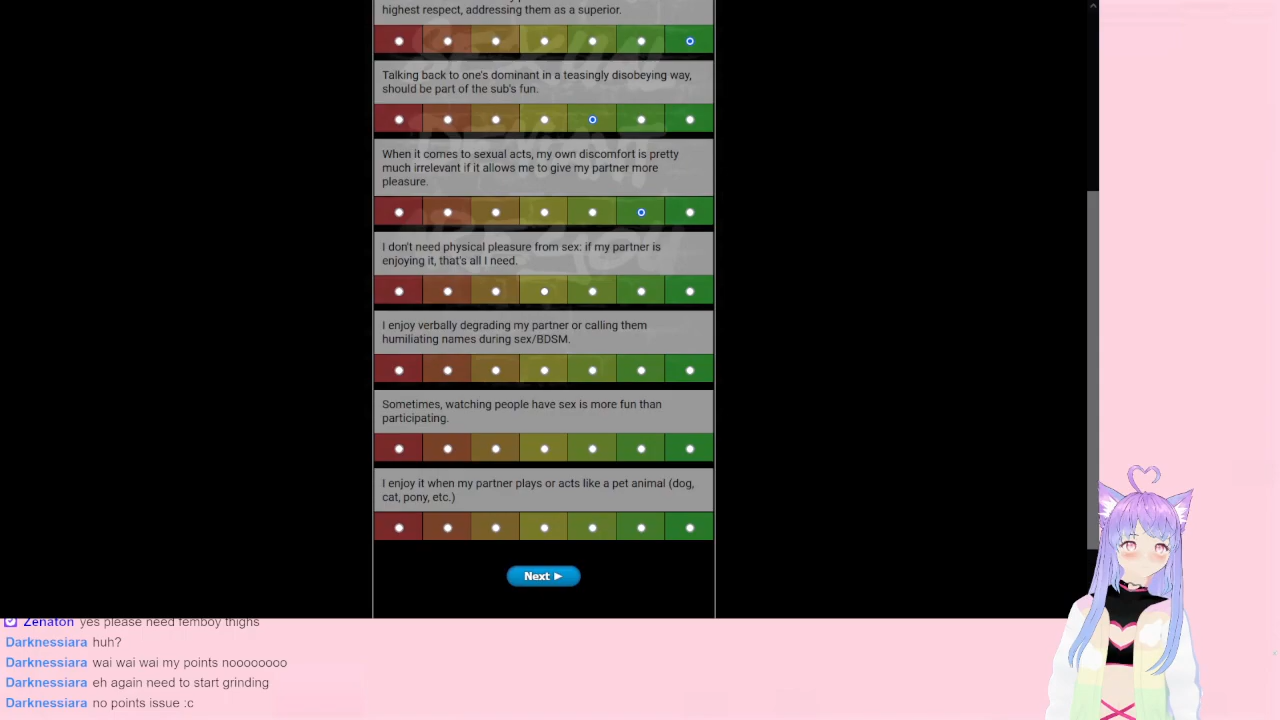 highest respect, addressing them as a superior.
Talking back to one's dominant in a teasingly disobeying way,
should be part of the sub's fun.
When it comes to sexual acts, my own discomfort is pretty
much irrelevant if it allows me to give my partner more
pleasure.
I don't need physical pleasure from sex: if my partner is
enjoying it, that's all I need.
I enjoy verbally degrading my partner or calling them
humiliating names during sex/BDSM.
Sometimes, watching people have sex is more fun than
participating.
I enjoy it when my partner plays or acts like a pet animal (dog,
cat, pony, etc.)
Next ►
Zenaton yes please need femboy thighs
Darknessiara huh?
Darknessiara wai wai wai my points noooooooo
Darknessiara eh again need to start grinding
Darknessiara no points issue :c